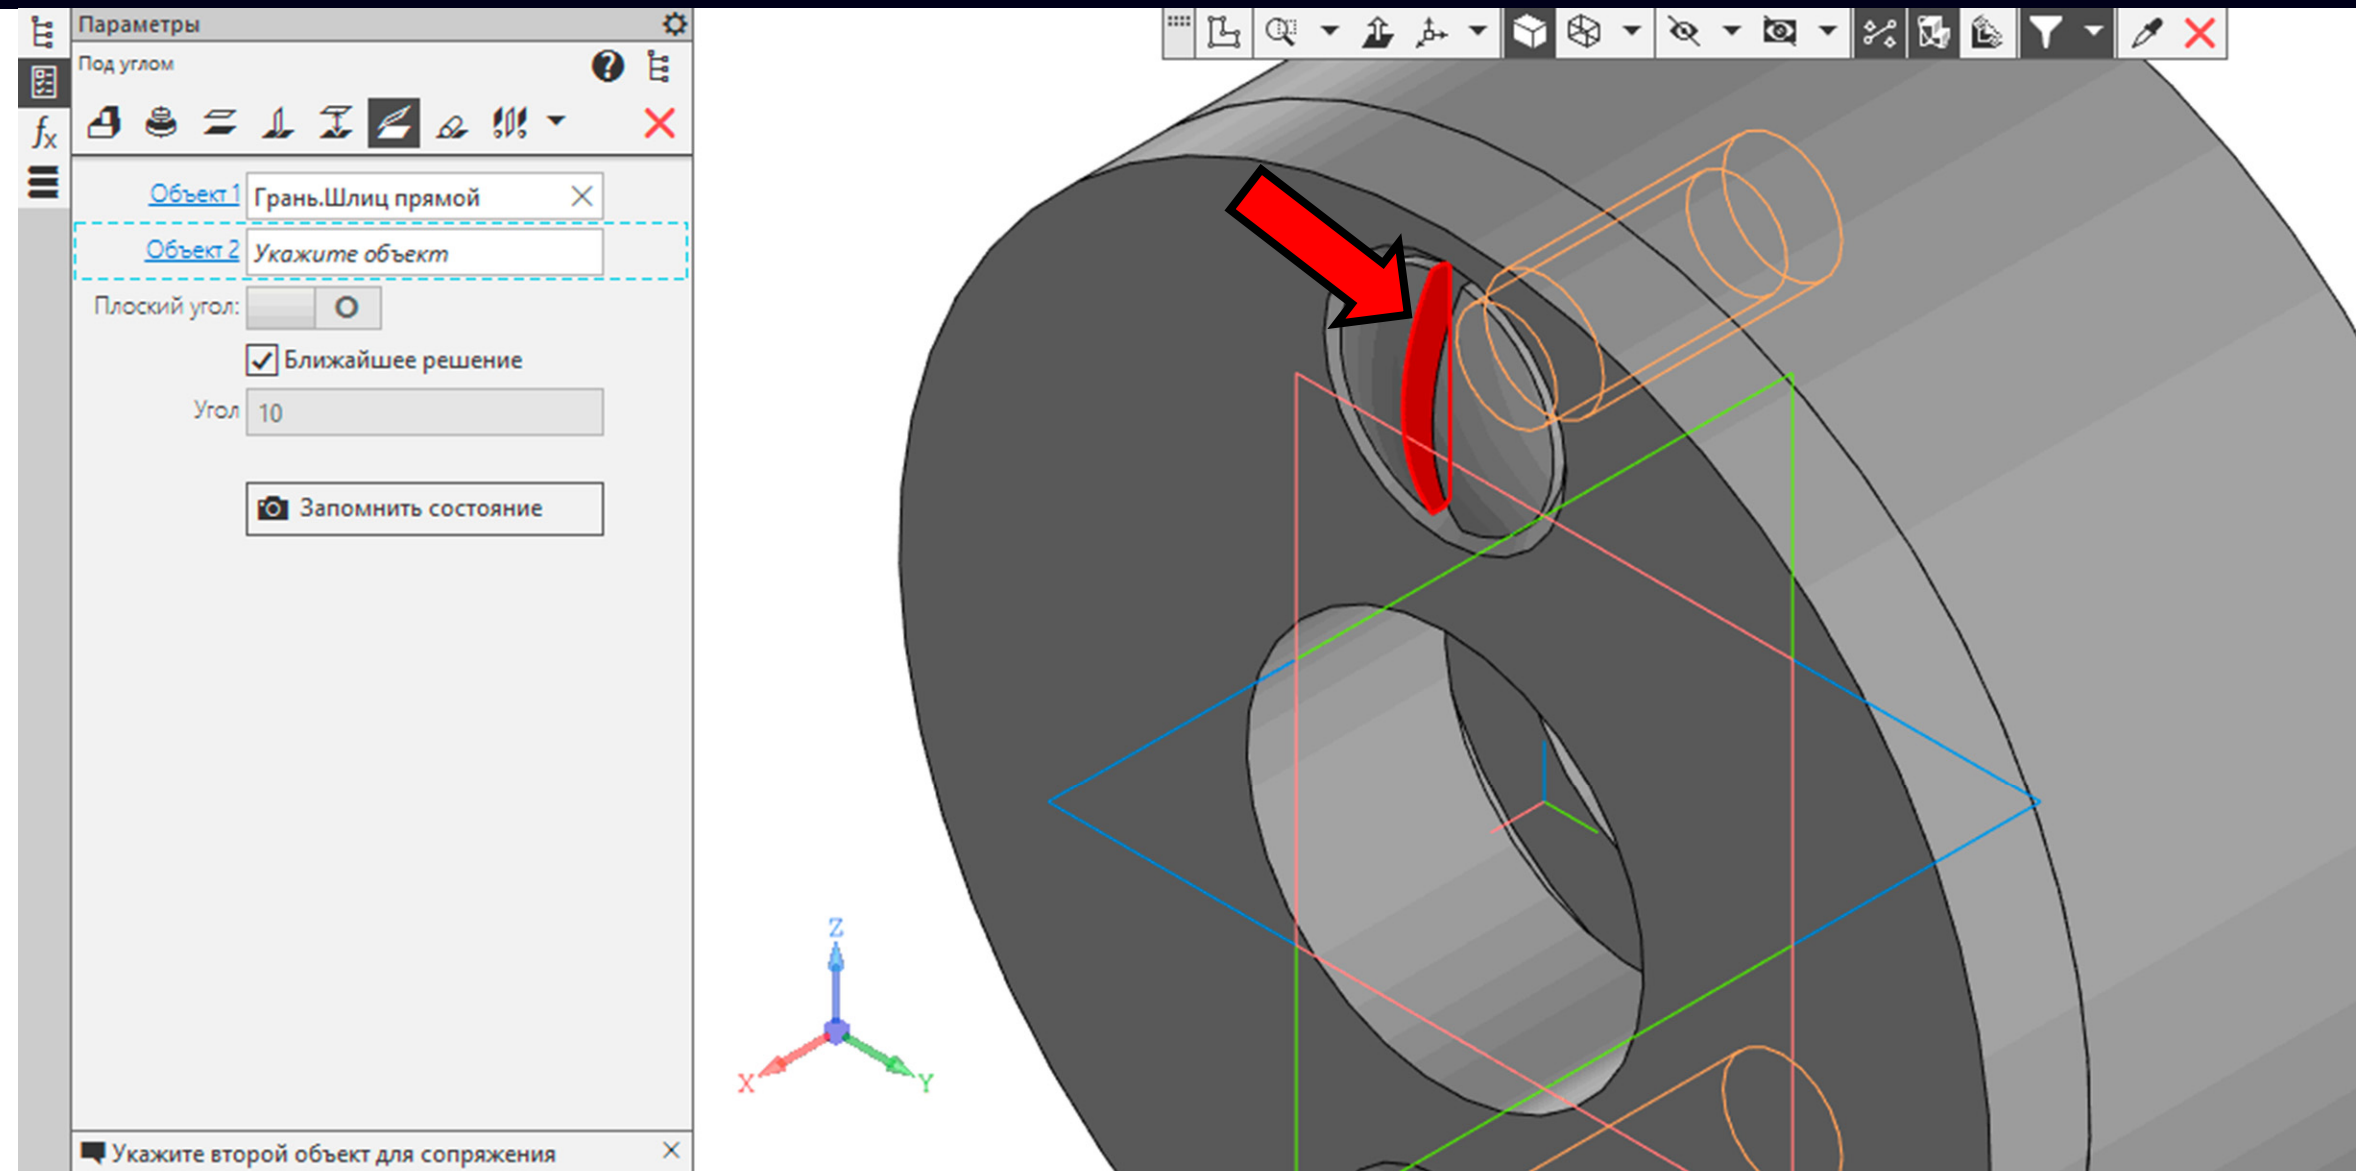 Параметры
Под углом
Объект 1
Грань.Шлиц прямой
Объект 2
Укажите объект
Плоский угол:
Ближайшее решение
Угол
10
Запомнить состояние
Укажите второй объект для сопряжения
fx
Z
X
Y